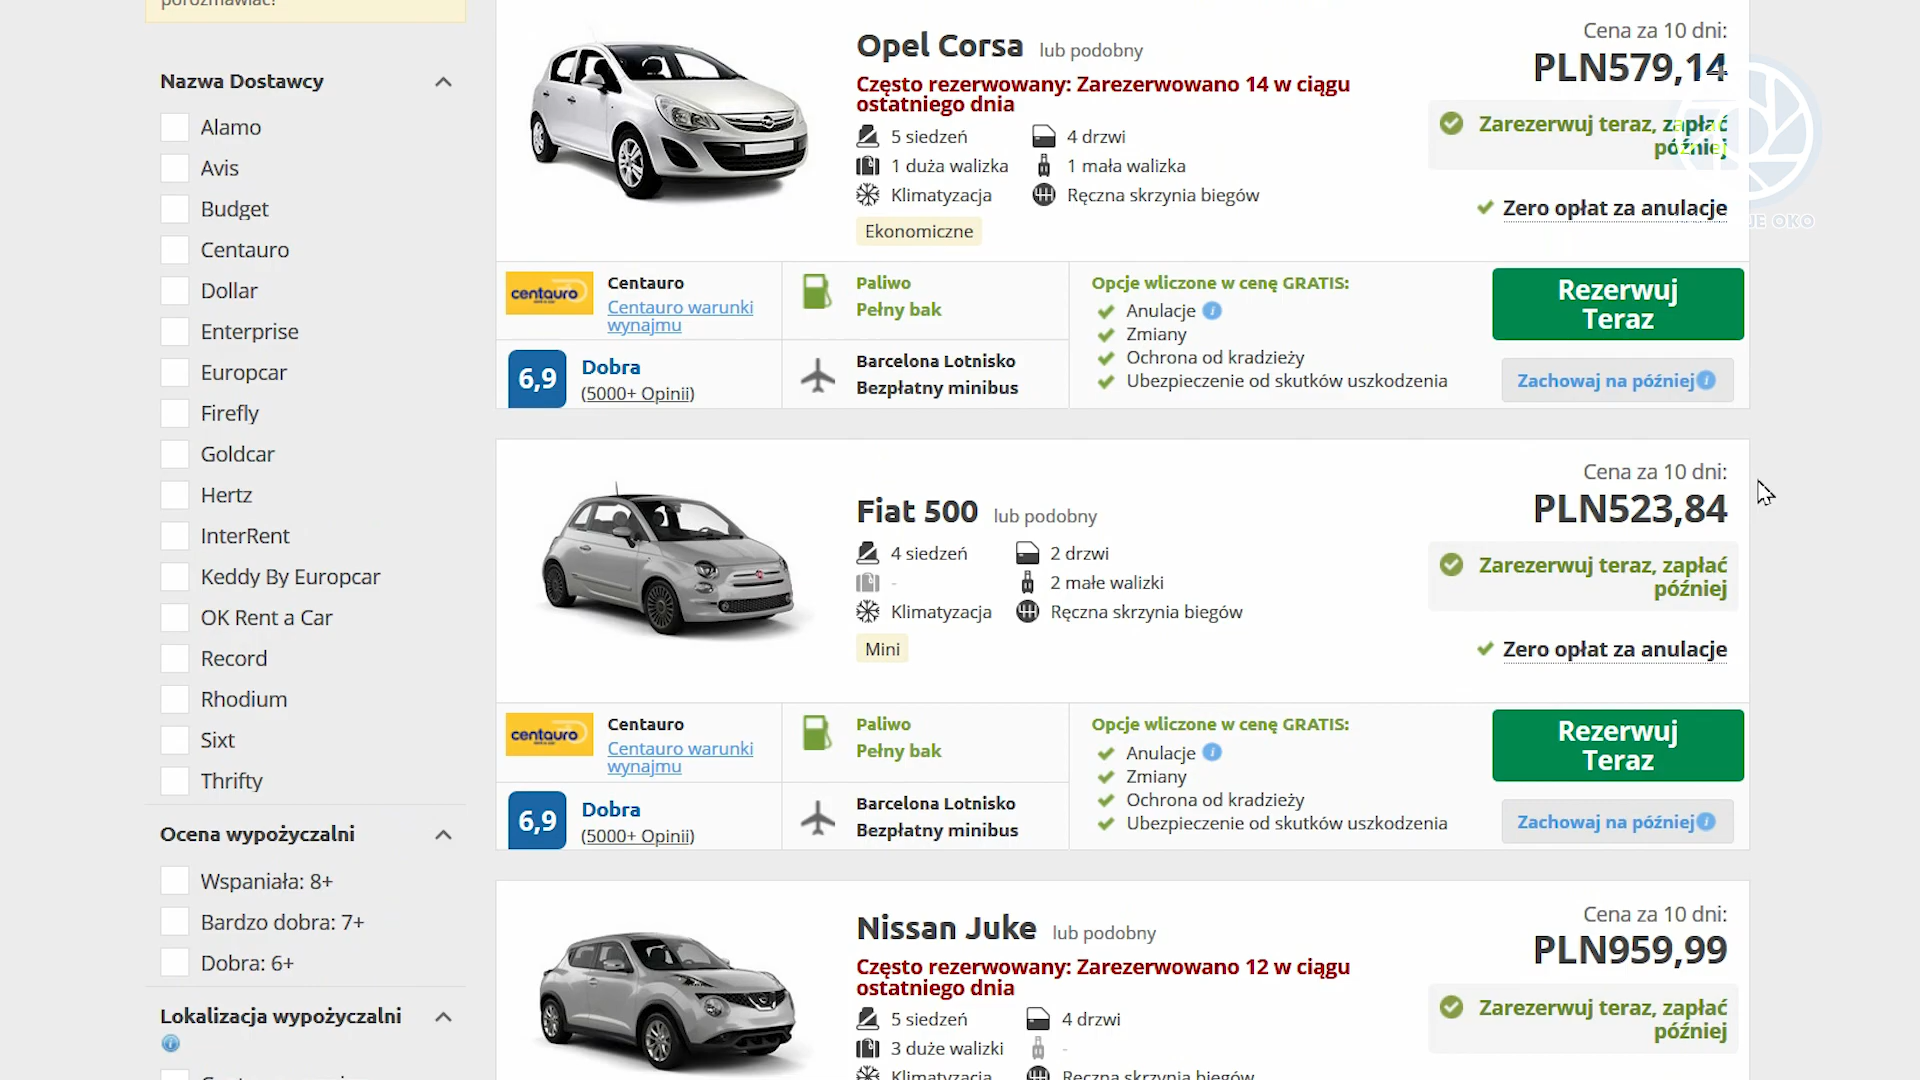 Nazwa Dostawcy
Alamo
Avis
Budget
Centauro
Dollar
Enterprise
Europcar
Firefly
Goldcar
Hertz
InterRent
Keddy By Europcar
OK Rent a Car
Record
Rhodium
Sixt
Thrifty
Ocena wypożyczalni
Wspaniała: 8+
Bardzo dobra: 7+
Dobra: 6+
Lokalizacja wypożyczalni
Opel Corsa lub podobny
Często rezerwowany: Zarezerwowano 14 w ciągu
ostatniego dnia
5 siedzeń 4 drzwi
1 duża walizka 1 mała walizka
Klimatyzacja Ręczna skrzynia biegów
Ekonomiczne
Cena za 10 dni:
PLN579,14
Zarezerwuj teraz, zapłać
później
Zero opłat za anulacje
OKO
centauro
Centauro
Centauro warunki
wynajmu
6,9 Dobra
(5000+ Opinii)
Paliwo
Pełny bak
Barcelona Lotnisko
Bezpłatny minibus
Opcje wliczone w cenę GRATIS:
Anulacje
Zmiany
Ochrona od kradzieży
Ubezpieczenie od skutków uszkodzenia
Rezerwuj
Teraz
Zachowaj na później
Fiat 500 lub podobny
4 siedzeń 2 drzwi
- 2 małe walizki
Klimatyzacja Ręczna skrzynia biegów
Mini
Cena za 10 dni:
PLN523,84
Zarezerwuj teraz, zapłać
później
Zero opłat za anulacje
centauro
Centauro
Centauro warunki
wynajmu
6,9 Dobra
(5000+ Opinii)
Paliwo
Pełny bak
Barcelona Lotnisko
Bezpłatny minibus
Opcje wliczone w cenę GRATIS:
Anulacje
Zmiany
Ochrona od kradzieży
Ubezpieczenie od skutków uszkodzenia
Rezerwuj
Teraz
Zachowaj na później
Nissan Juke lub podobny
Często rezerwowany: Zarezerwowano 12 w ciągu
ostatniego dnia
5 siedzeń 4 drzwi
3 duże walizki -
Klimatyzacja Ręczna skrzynia biegów
Cena za 10 dni:
PLN959,99
Zarezerwuj teraz, zapłać
później